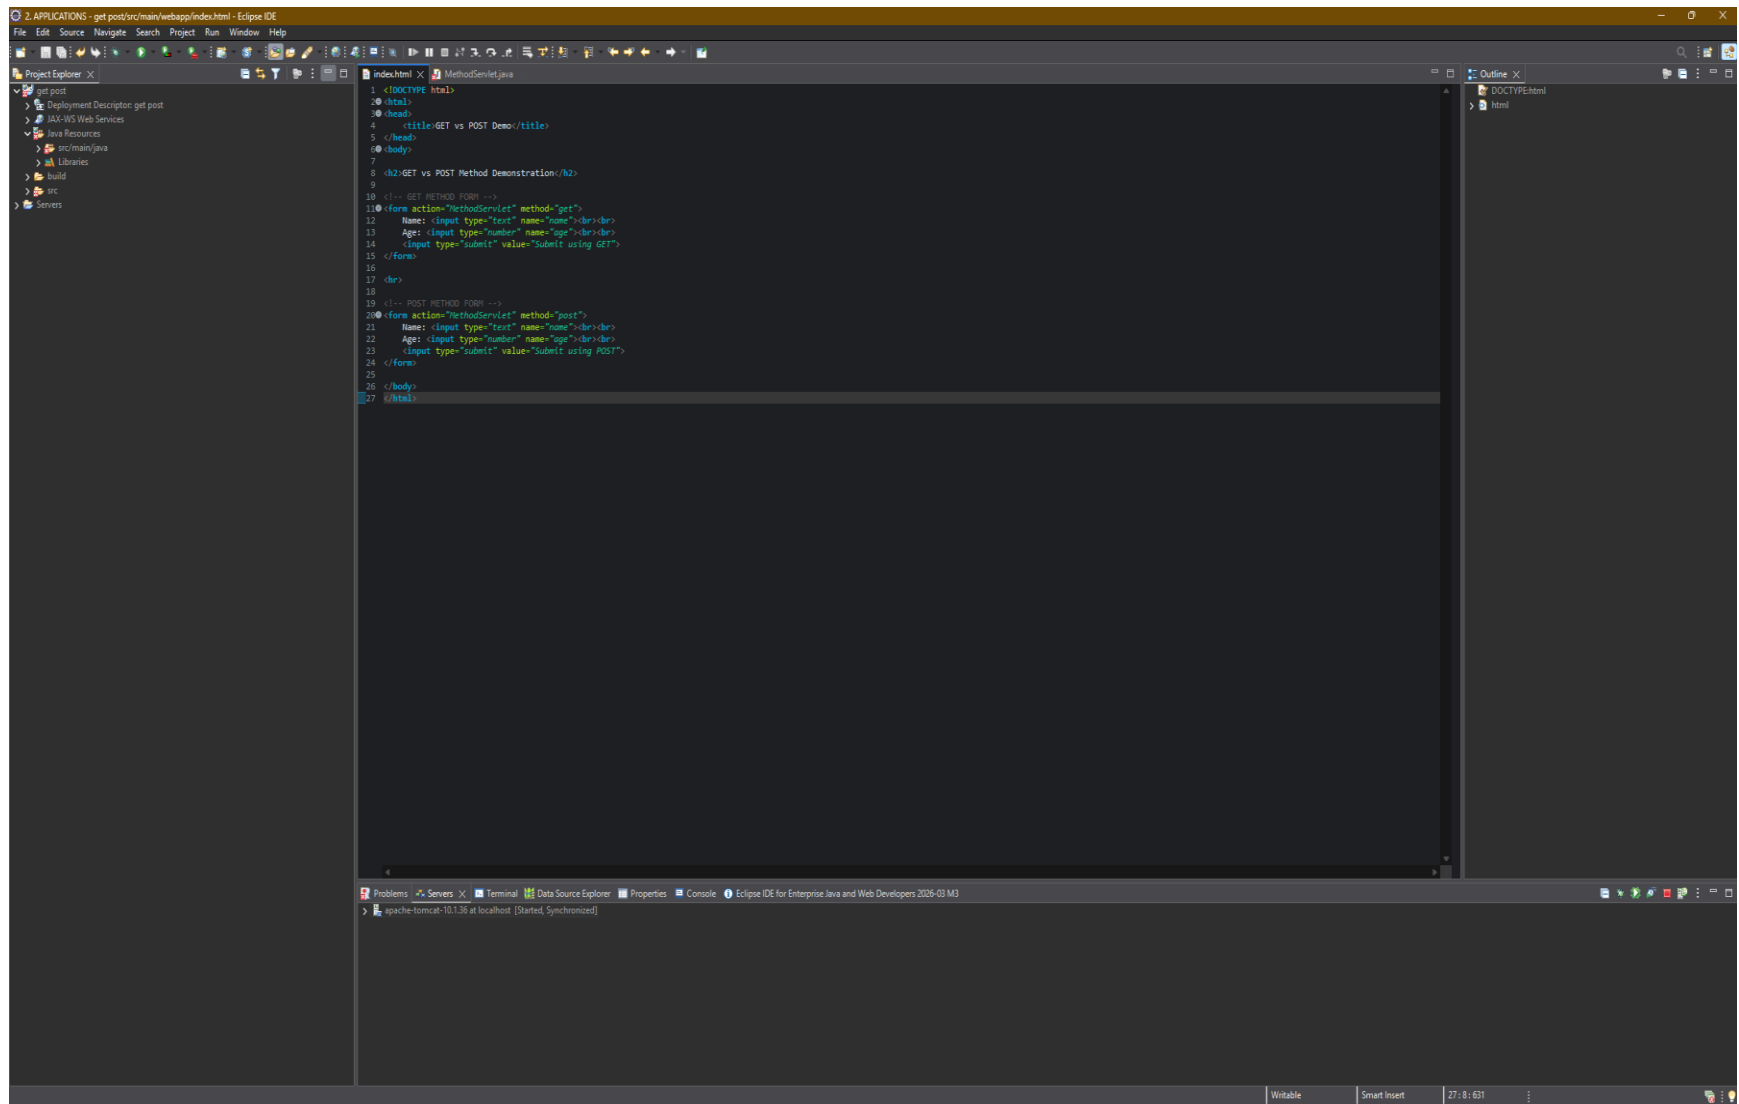 2. APPLICATIONS - get post/src/main/webapp/index.html - Eclipse IDE
File Edit Source Navigate Search Project Run Window Help
Project Explorer
get post
Deployment Descriptor: get post
JAX-WS Web Services
Java Resources
src/main/java
Libraries
build
src
Servers
index.html MethodServlet.java
1 <!DOCTYPE html>
2 <html>
3 <head>
4 <title>GET vs POST Demo</title>
5 </head>
6 <body>
7
8 <h2>GET vs POST Method Demonstration</h2>
9
10 <!-- GET METHOD FORM -->
11 <form action="MethodServlet" method="get">
12 Name: <input type="text" name="name"><br><br>
13 Age: <input type="number" name="age"><br><br>
14 <input type="submit" value="Submit using GET">
15 </form>
16
17 <hr>
18
19 <!-- POST METHOD FORM -->
20 <form action="MethodServlet" method="post">
21 Name: <input type="text" name="name"><br><br>
22 Age: <input type="number" name="age"><br><br>
23 <input type="submit" value="Submit using POST">
24 </form>
25
26 </body>
27 </html>
Outline
DOCTYPE:html
html
Problems Servers Terminal Data Source Explorer Properties Console Eclipse IDE for Enterprise Java and Web Developers 2026-03 M3
apache-tomcat-10.1.36 at localhost [Started, Synchronized]
Writable Smart Insert 27 : 8 : 631